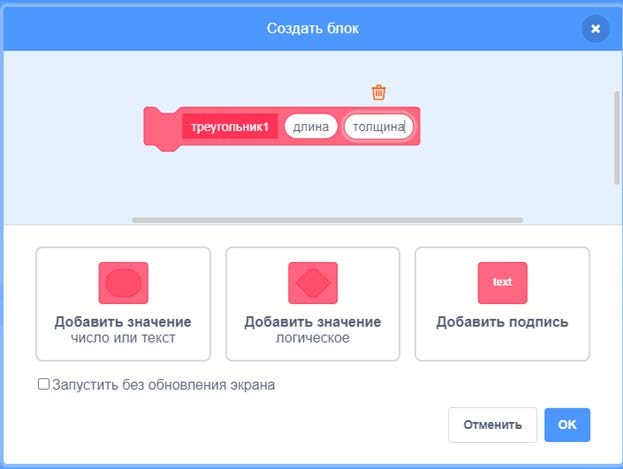 Создать блок
треугольник1 длина толщина
text
Добавить значение
число или текст
Добавить значение
логическое
Добавить подпись
Запустить без обновления экрана
Отменить
OK